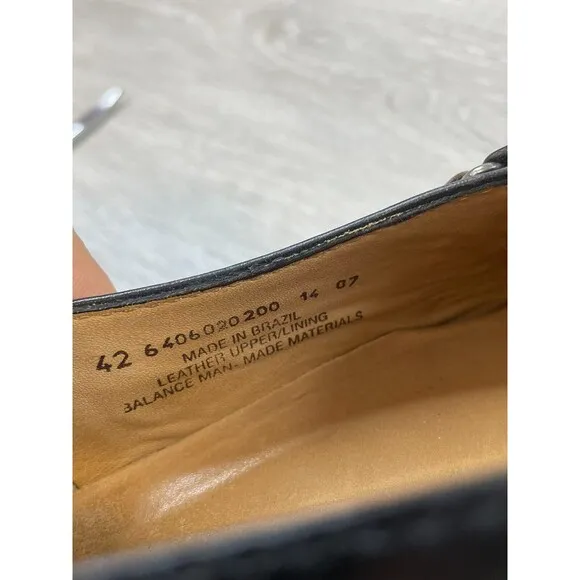 42 6406020200 14 07
MADE IN BRAZIL
LEATHER UPPER/LINING
BALANCE MAN-MADE MATERIALS